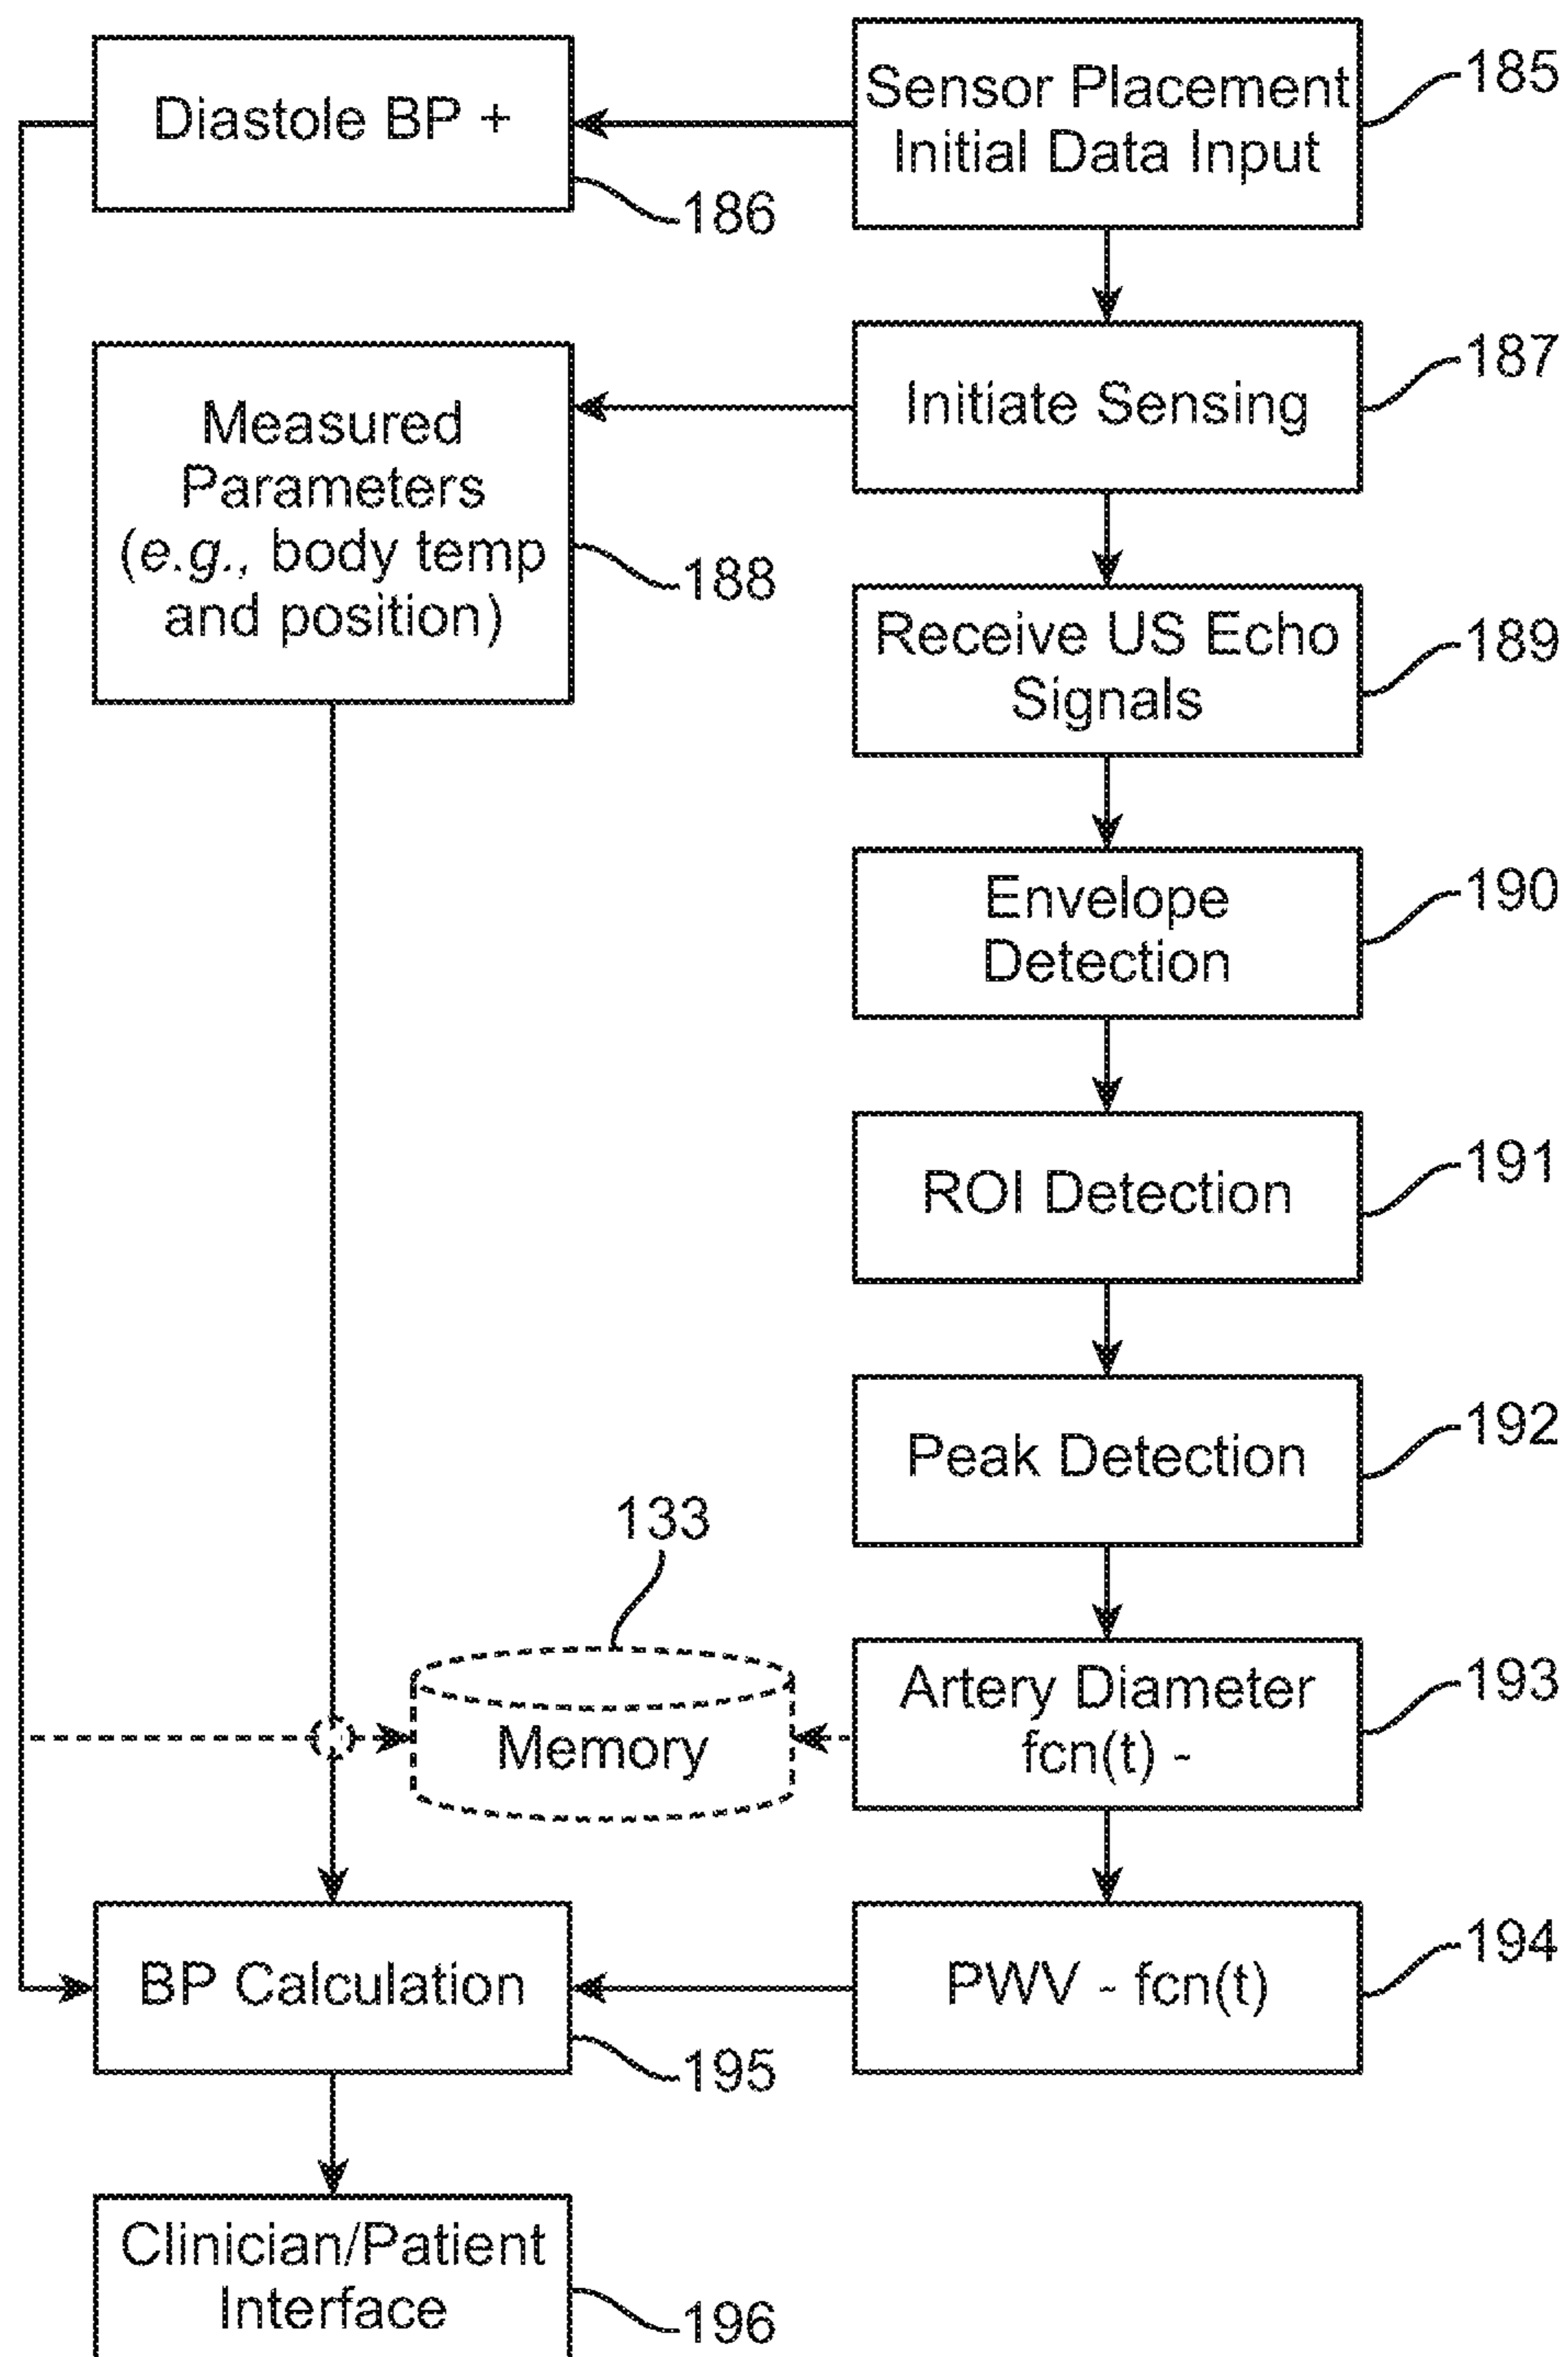 Diastole BP +
186
Sensor Placement
Initial Data Input
185
Measured
Parameters
(e.g., body temp
and position)
188
Initiate Sensing
187
Receive US Echo
Signals
189
Envelope
Detection
190
ROI Detection
191
Peak Detection
192
133
Memory
Artery Diameter
fcn(t) -
193
BP Calculation
195
PWV - fcn(t)
194
Clinician/Patient
Interface
196